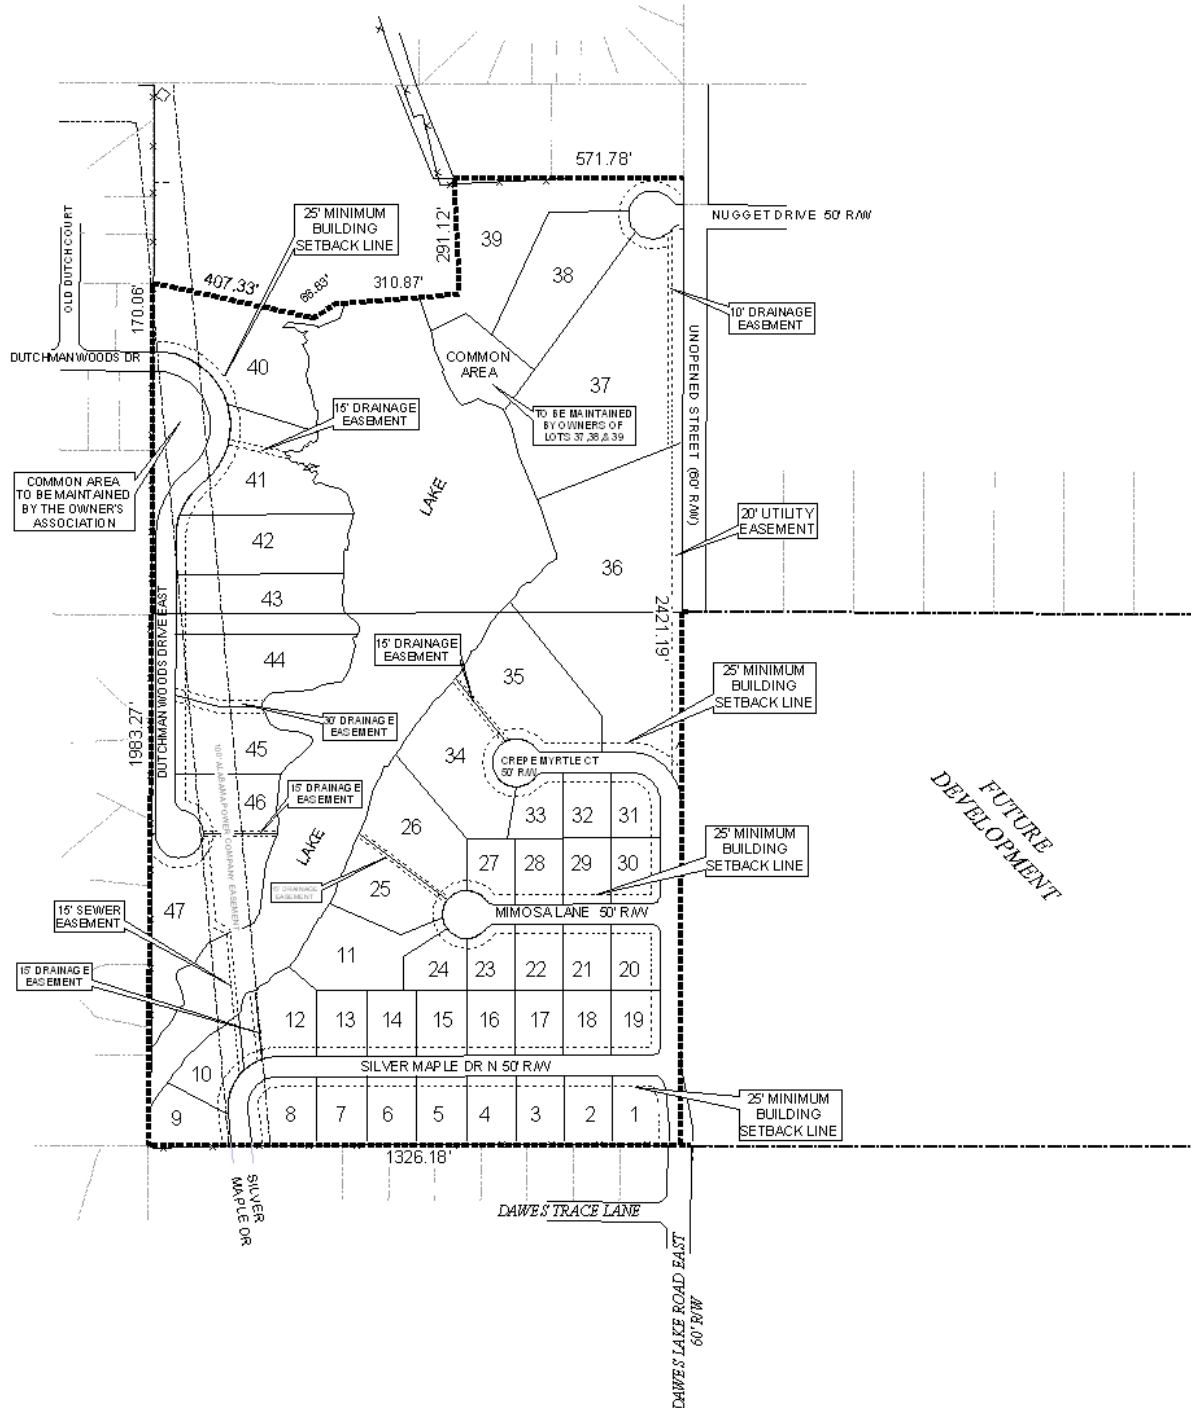 571.78'
NUGGET DRIVE 50' R/W
25' MINIMUM
BUILDING
SETBACK LINE
OLD DUTCH COURT
291.12'
39
38
407.33'
66.63'
310.87'
170.06'
10' DRAINAGE
EASEMENT
UNOPENED STREET (60' R/W)
DUTCHMAN WOODS DR
40
COMMON
AREA
37
15' DRAINAGE
EASEMENT
TO BE MAINTAINED
BY OWNERS OF
LOTS 37,38,& 39
COMMON AREA
TO BE MAINTAINED
BY THE OWNER'S
ASSOCIATION
41
LAKE
20' UTILITY
EASEMENT
42
36
43
DUTCHMAN WOODS DRIVE EAST
2421.19'
15' DRAINAGE
EASEMENT
44
35
25' MINIMUM
BUILDING
SETBACK LINE
1983.27'
30' DRAINAGE
EASEMENT
45
34
CREPE MYRTLE CT
50' R/W
100' ALABAMA POWER COMPANY EASEMENT
FUTURE
DEVELOPMENT
46
15' DRAINAGE
EASEMENT
33
32
31
26
LAKE
25' MINIMUM
BUILDING
SETBACK LINE
27
28
29
30
15' DRAINAGE
EASEMENT
25
47
15' SEWER
EASEMENT
MIMOSA LANE 50' R/W
11
24
23
22
21
20
15' DRAINAGE
EASEMENT
12
13
14
15
16
17
18
19
10
SILVER MAPLE DR N 50' R/W
9
8
7
6
5
4
3
2
1
25' MINIMUM
BUILDING
SETBACK LINE
1326.18'
SILVER
MAPLE DR
DAWES TRACE LANE
DAWES LAKE ROAD EAST
60' R/W